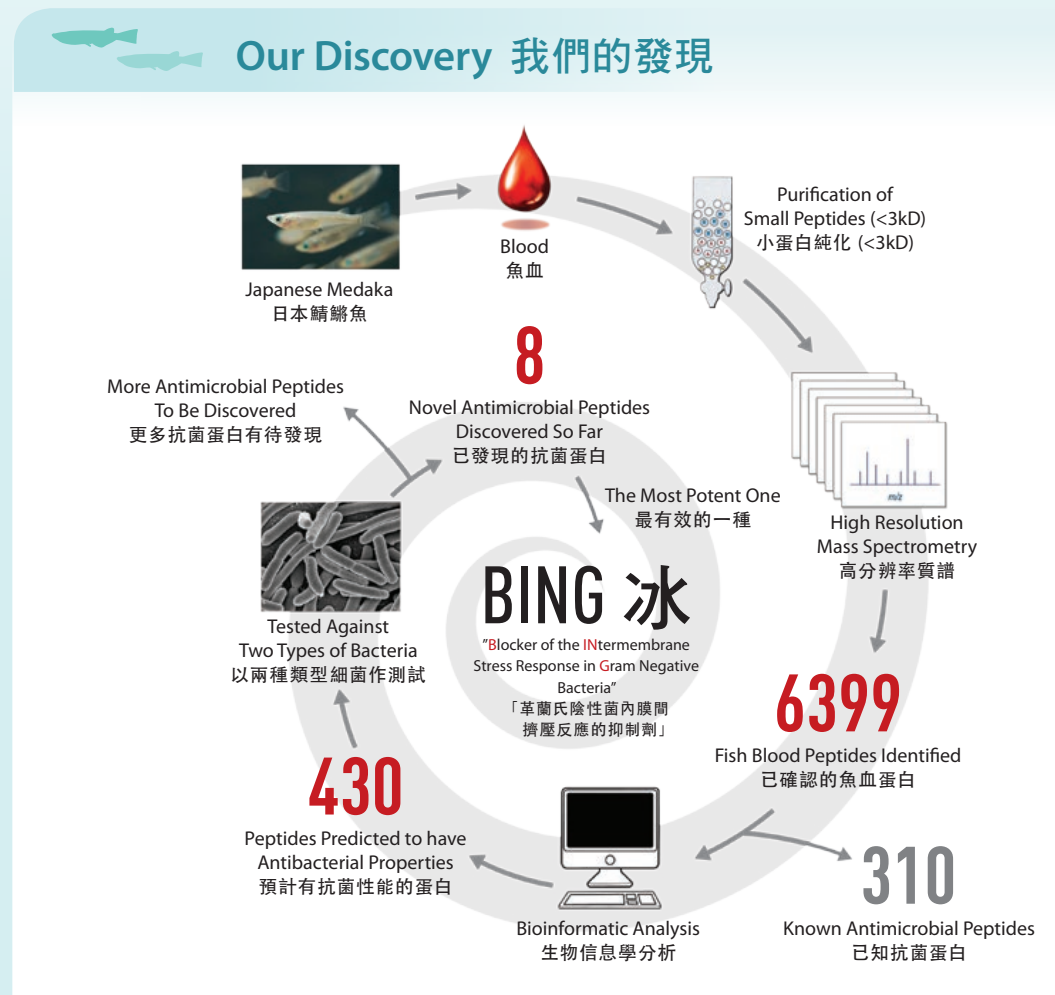 Our Discovery 我們的發現
Japanese Medaka
日本鯖鱂魚
Blood
魚血
Purification of
Small Peptides (<3kD)
小蛋白純化 (<3kD)
m/z
High Resolution
Mass Spectrometry
高分辨率質譜
6399
Fish Blood Peptides Identified
已確認的魚血蛋白
310
Known Antimicrobial Peptides
已知抗菌蛋白
Bioinformatic Analysis
生物信息學分析
430
Peptides Predicted to have
Antibacterial Properties
預計有抗菌性能的蛋白
Tested Against
Two Types of Bacteria
以兩種類型細菌作測試
More Antimicrobial Peptides
To Be Discovered
更多抗菌蛋白有待發現
8
Novel Antimicrobial Peptides
Discovered So Far
已發現的抗菌蛋白
The Most Potent One
最有效的一種
BING 冰
"Blocker of the INtermembrane
Stress Response in Gram Negative
Bacteria"
「革蘭氏陰性菌內膜間
擠壓反應的抑制劑」